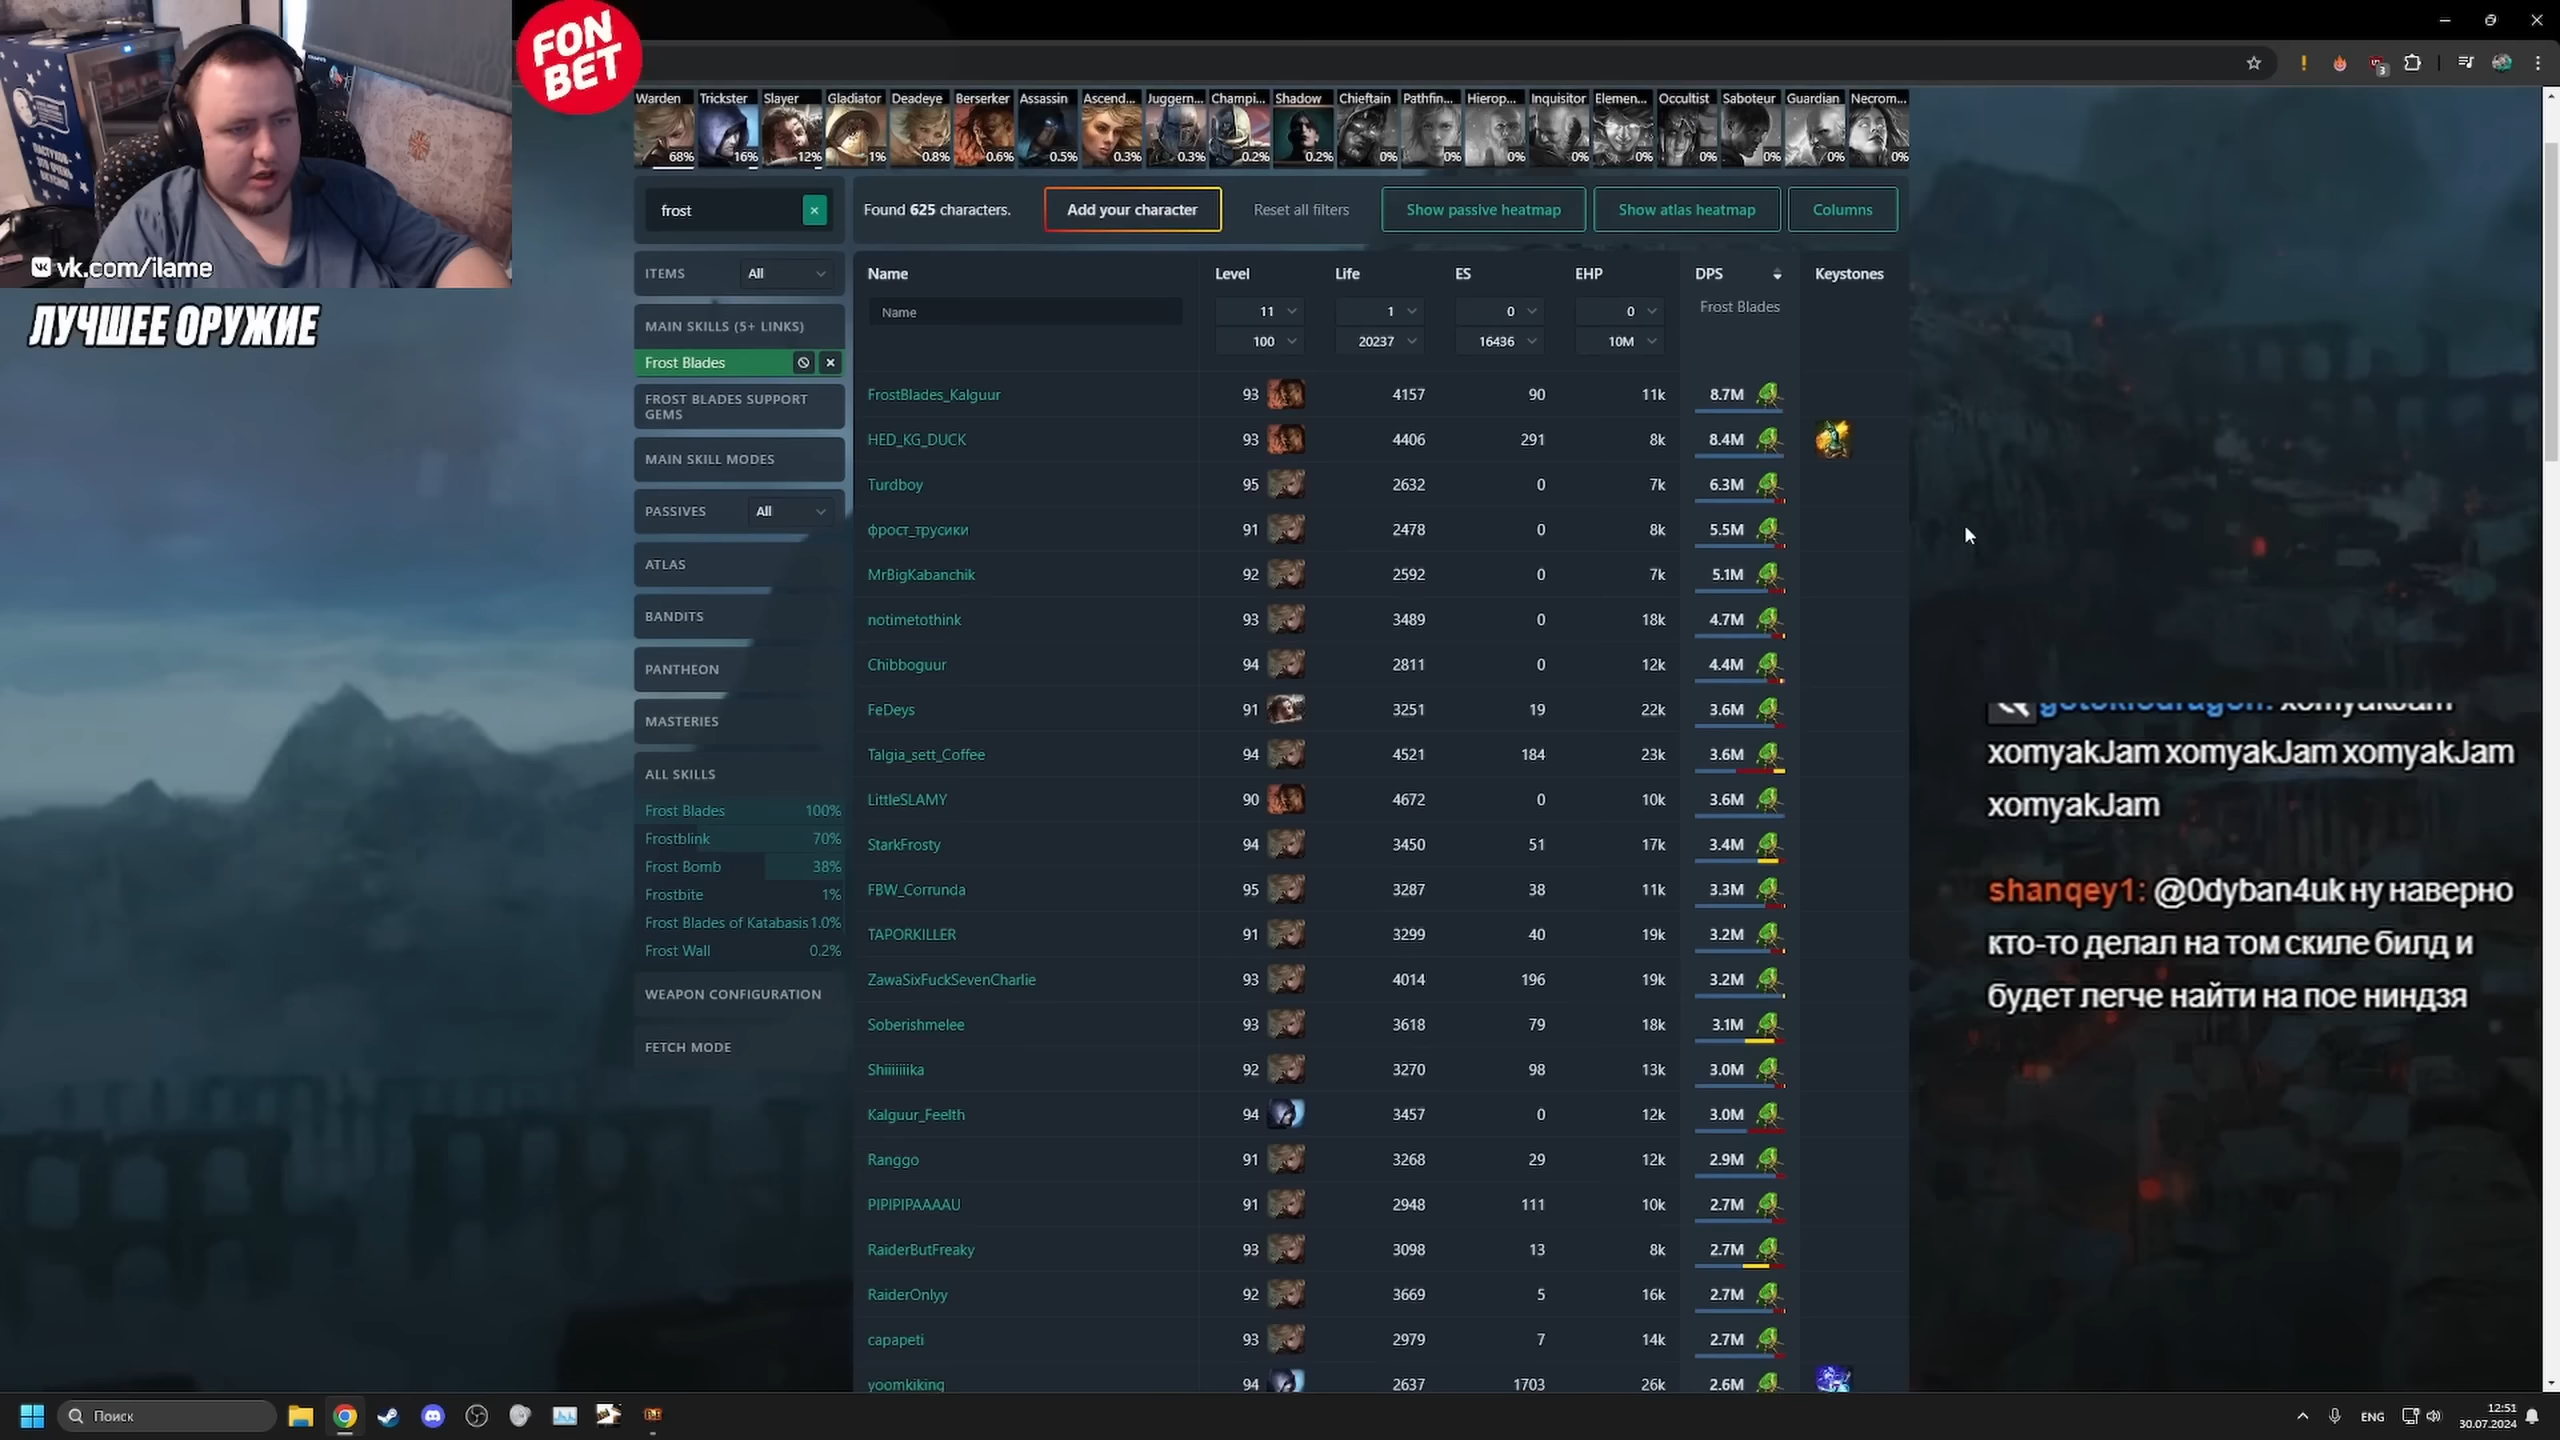 FON
BET
vk.com/ilame
ЛУЧШЕЕ ОРУЖИЕ
3
Warden Trickster Slayer Gladiator Deadeye Berserker Assassin Ascend... Juggern... Champi... Shadow Chieftain Pathfin... Hierop... Inquisitor Elemen... Occultist Saboteur Guardian Necrom...
68% 16% 12% 1% 0.8% 0.6% 0.5% 0.3% 0.3% 0.2% 0.2% 0% 0% 0% 0% 0% 0% 0% 0% 0%
frost
Found 625 characters. Add your character Reset all filters Show passive heatmap Show atlas heatmap Columns
ITEMS All
MAIN SKILLS (5+ LINKS)
Frost Blades
FROST BLADES SUPPORT
GEMS
MAIN SKILL MODES
PASSIVES All
ATLAS
BANDITS
PANTHEON
MASTERIES
ALL SKILLS
Frost Blades 100%
Frostblink 70%
Frost Bomb 38%
Frostbite 1%
Frost Blades of Katabasis 1.0%
Frost Wall 0.2%
WEAPON CONFIGURATION
FETCH MODE
Name Level Life ES EHP DPS Keystones
Name 11 1 0 0 Frost Blades
100 20237 16436 10M
FrostBlades_Kalguur 93 4157 90 11k 8.7M
HED_KG_DUCK 93 4406 291 8k 8.4M
Turdboy 95 2632 0 7k 6.3M
фрост_трусики 91 2478 0 8k 5.5M
MrBigKabanchik 92 2592 0 7k 5.1M
notimetothink 93 3489 0 18k 4.7M
Chibboguur 94 2811 0 12k 4.4M
FeDeys 91 3251 19 22k 3.6M
Talgia_sett_Coffee 94 4521 184 23k 3.6M
LittleSLAMY 90 4672 0 10k 3.6M
StarkFrosty 94 3450 51 17k 3.4M
FBW_Corrunda 95 3287 38 11k 3.3M
TAPORKILLER 91 3299 40 19k 3.2M
ZawaSixFuckSevenCharlie 93 4014 196 19k 3.2M
Soberishmelee 93 3618 79 18k 3.1M
Shiiiiiiika 92 3270 98 13k 3.0M
Kalguur_Feelth 94 3457 0 12k 3.0M
Ranggo 91 3268 29 12k 2.9M
PIPIPIPAAAAU 91 2948 111 10k 2.7M
RaiderButFreaky 93 3098 13 8k 2.7M
RaiderOnlyy 92 3669 5 16k 2.7M
capapeti 93 2979 7 14k 2.7M
yoomkiking 94 2637 1703 26k 2.6M
xomyakJam
xomyakJam xomyakJam xomyakJam
xomyakJam
shanqey1: @0dyban4uk ну наверно
кто-то делал на том скиле билд и
будет легче найти на пое ниндзя
Поиск
ENG
12:51
30.07.2024